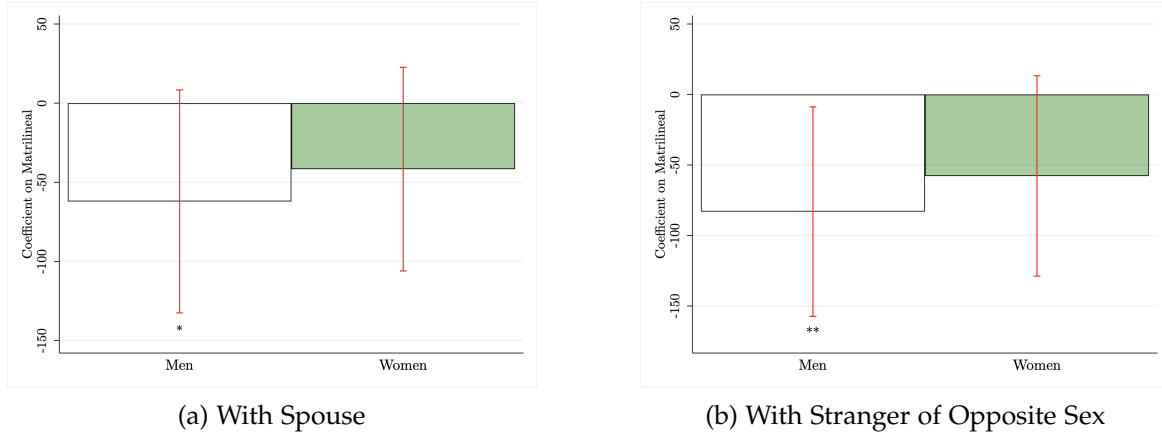 Coefficient on Matrilineal
50
0
-50
-100
-150
*
Men
Women
(a) With Spouse
Coefficient on Matrilineal
50
0
-50
-100
-150
**
Men
Women
(b) With Stranger of Opposite Sex